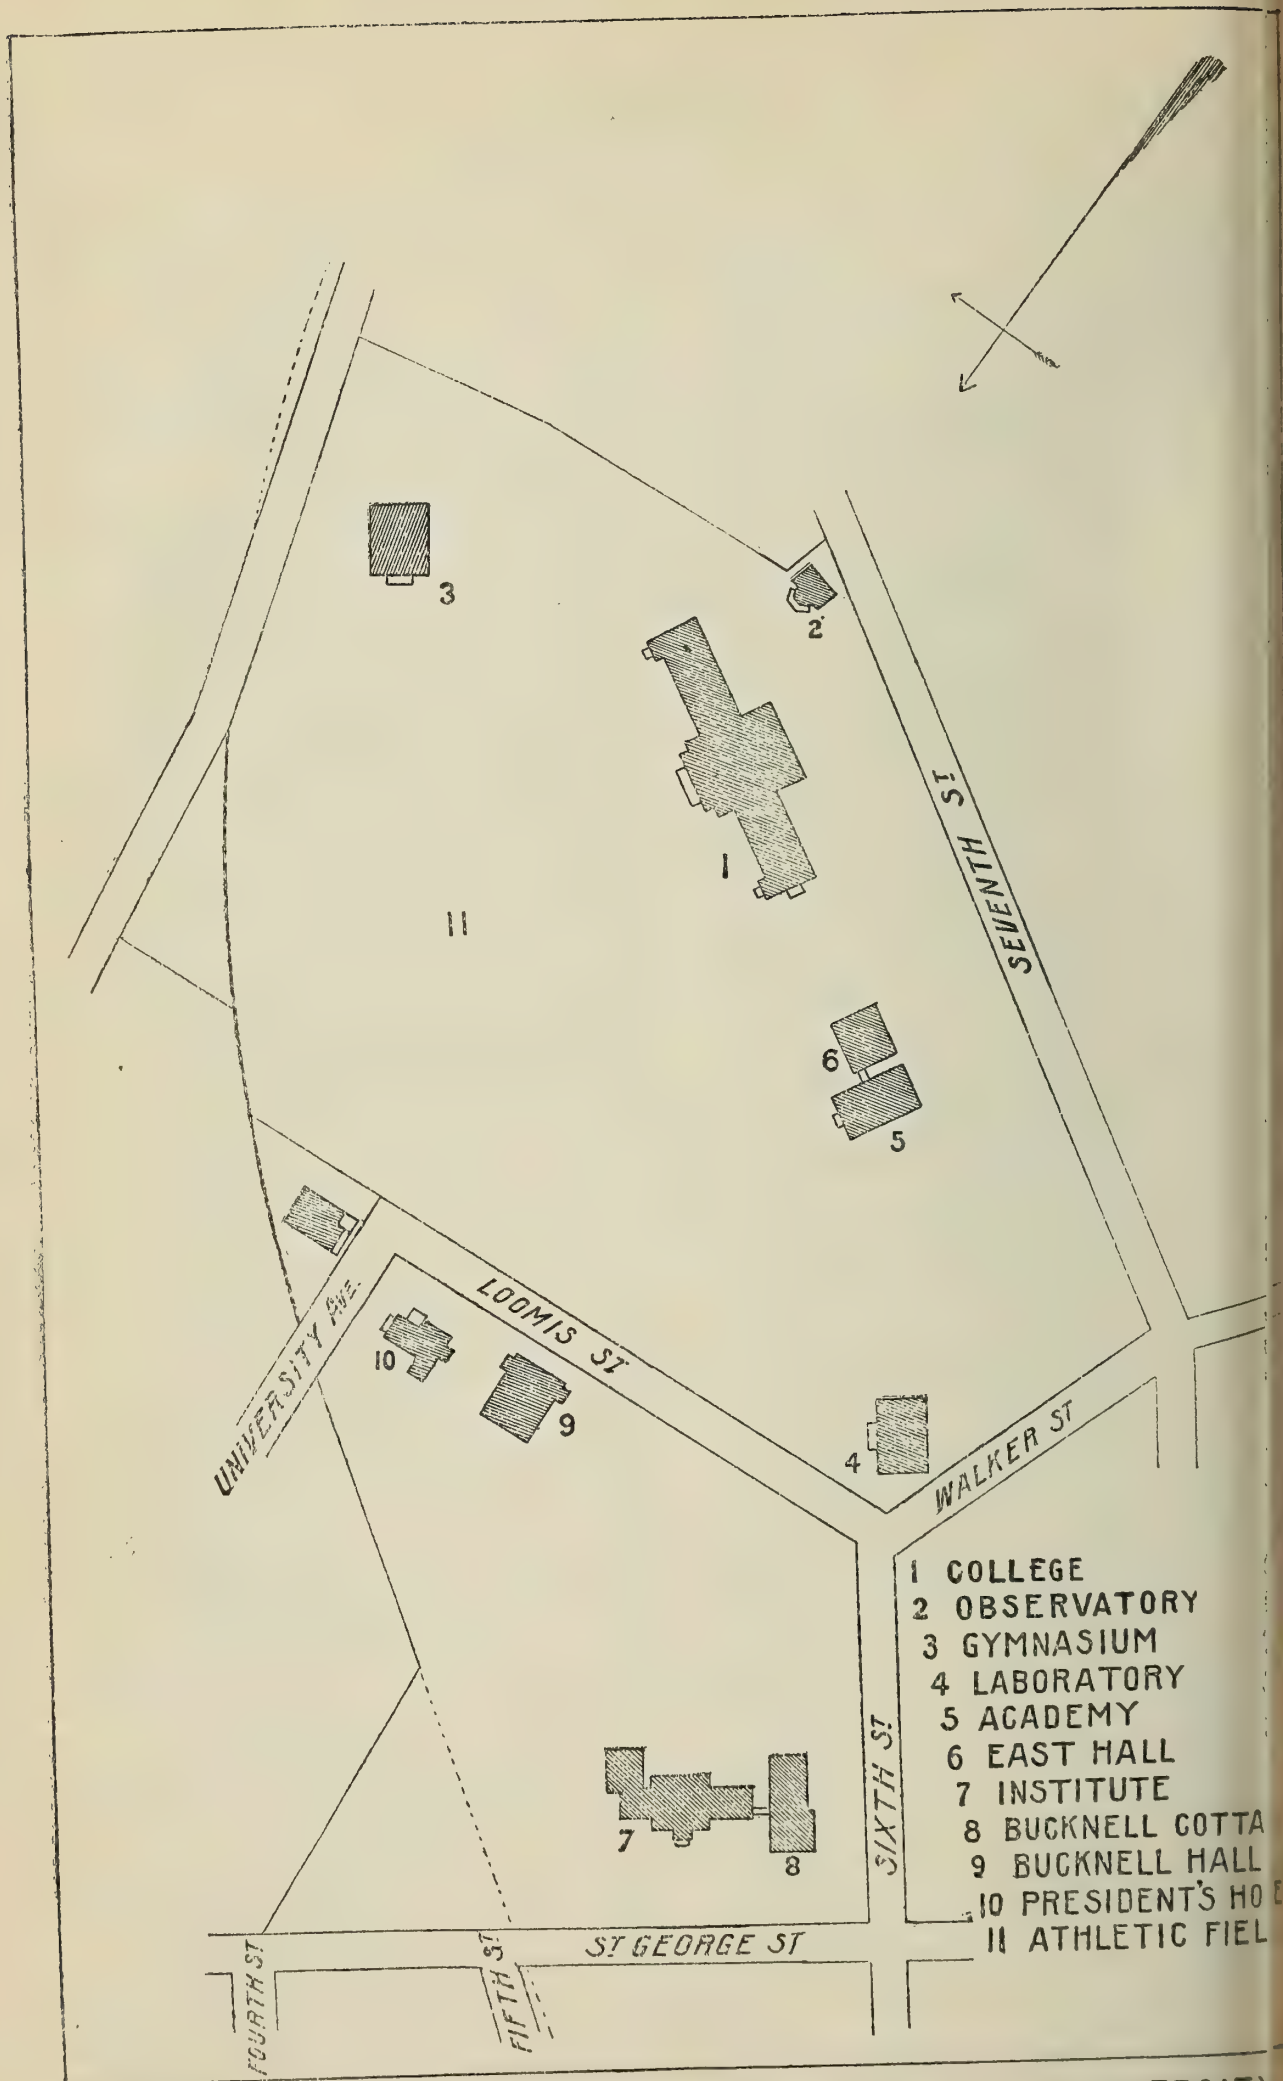 3
2
SEVENTH ST
1
11
6
5
UNIVERSITY AVE.
LOOMIS ST
10
9
4
WALKER ST
1 COLLEGE
2 OBSERVATORY
3 GYMNASIUM
4 LABORATORY
5 ACADEMY
6 EAST HALL
7 INSTITUTE
8 BUCKNELL COTTA
9 BUCKNELL HALL
10 PRESIDENT'S HO E
11 ATHLETIC FIEL
7
8
SIXTH ST
ST GEORGE ST
FOURTH ST
FIFTH ST